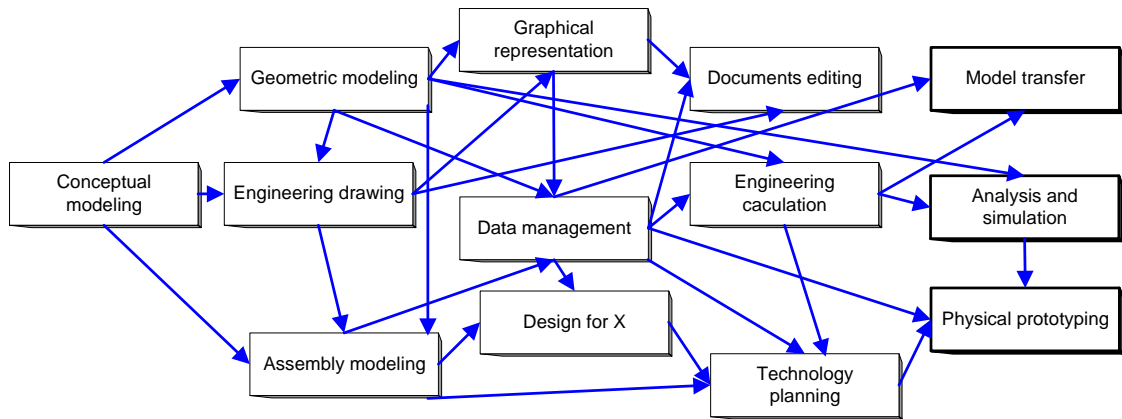 Graphical
representation
Geometric modeling
Documents editing
Model transfer
Conceptual
modeling
Engineering drawing
Engineering
caculation
Analysis and
simulation
Data management
Design for X
Physical prototyping
Assembly modeling
Technology
planning